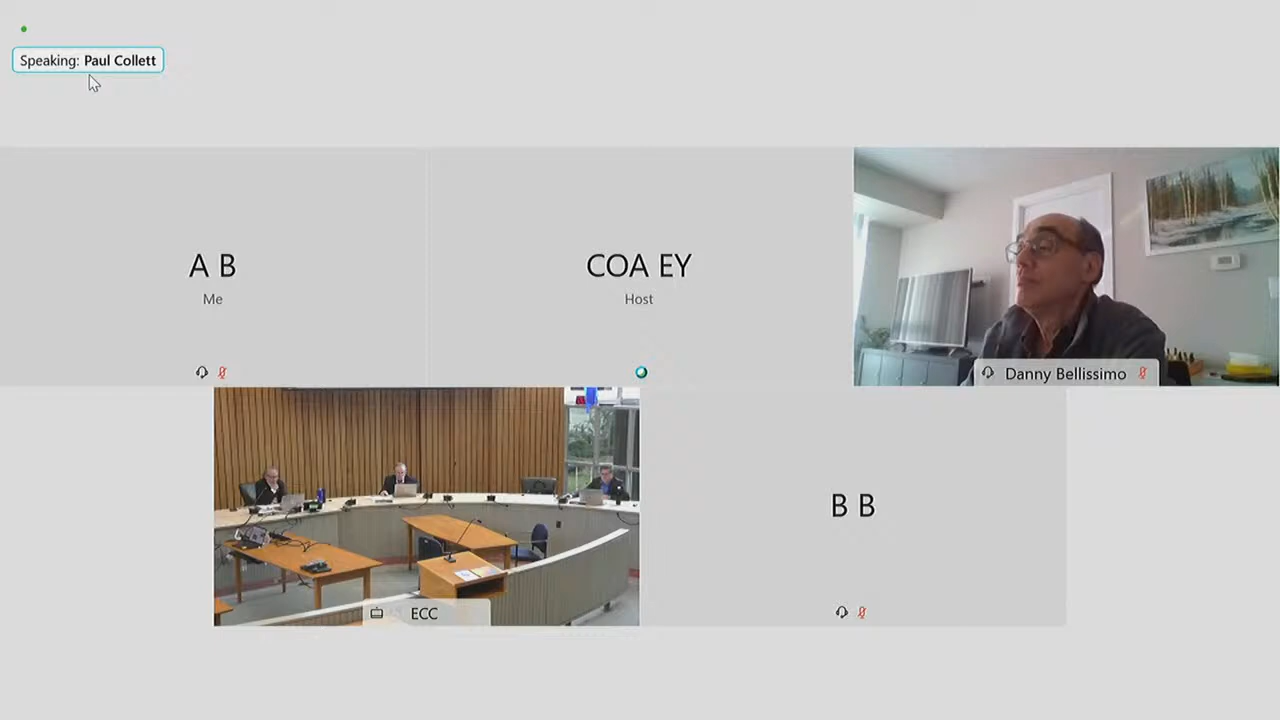 Speaking: Paul Collett
A B
Me
COA EY
Host
Danny Bellissimo
ECC
B B